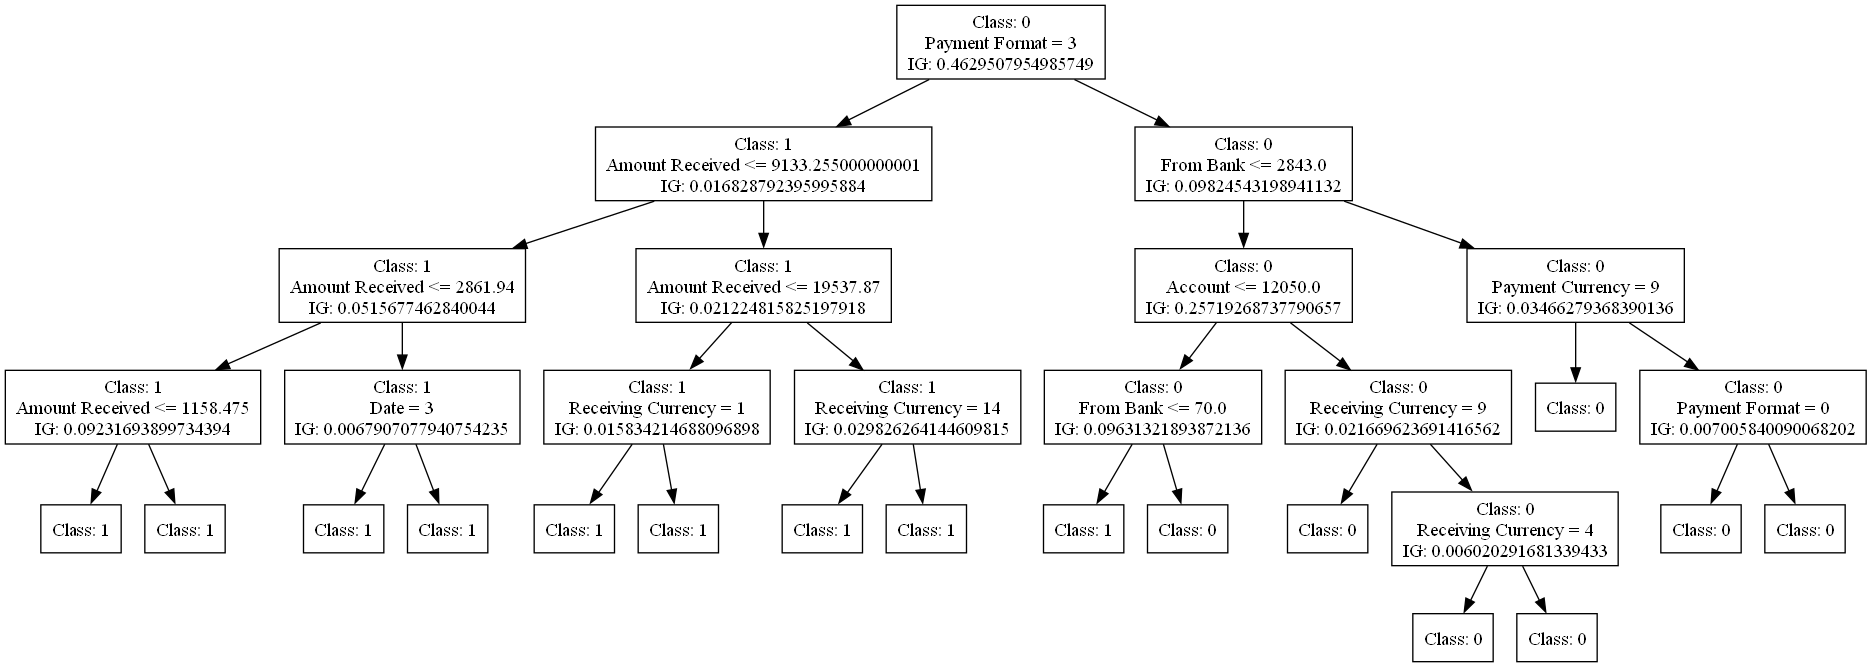 Class: 0
Payment Format = 3
IG: 0.4629507954985749
Class: 1
Amount Received <= 9133.255000000001
IG: 0.016828792395995884
Class: 0
From Bank <= 2843.0
IG: 0.09824543198941132
Class: 1
Amount Received <= 2861.94
IG: 0.0515677462840044
Class: 1
Amount Received <= 19537.87
IG: 0.021224815825197918
Class: 0
Account <= 12050.0
IG: 0.25719268737790657
Class: 0
Payment Currency = 9
IG: 0.03466279368390136
Class: 1
Amount Received <= 1158.475
IG: 0.09231693899734394
Class: 1
Date = 3
IG: 0.0067907077940754235
Class: 1
Receiving Currency = 1
IG: 0.015834214688096898
Class: 1
Receiving Currency = 14
IG: 0.029826264144609815
Class: 0
From Bank <= 70.0
IG: 0.09631321893872136
Class: 0
Receiving Currency = 9
IG: 0.021669623691416562
Class: 0
Class: 0
Payment Format = 0
IG: 0.007005840090068202
Class: 1
Class: 1
Class: 1
Class: 1
Class: 1
Class: 1
Class: 1
Class: 1
Class: 1
Class: 0
Class: 0
Class: 0
Receiving Currency = 4
IG: 0.006020291681339433
Class: 0
Class: 0
Class: 0
Class: 0